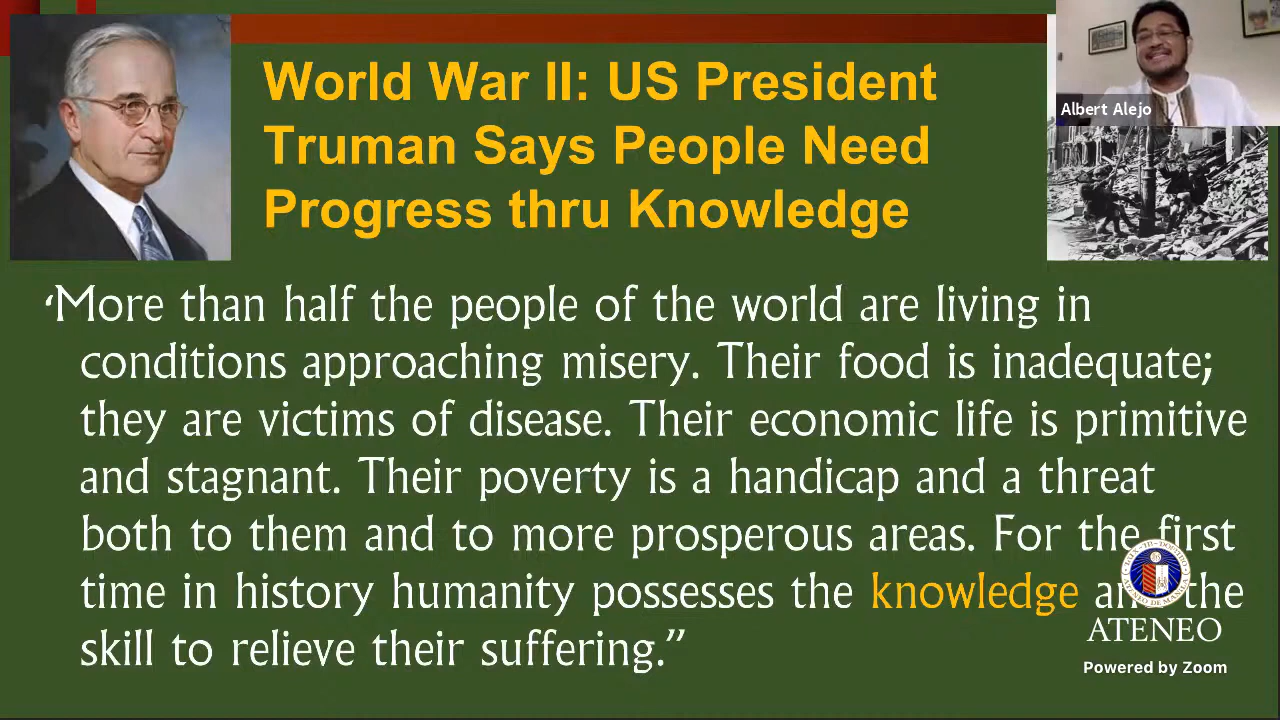 World War II: US President
Truman Says People Need
Progress thru Knowledge
Albert Alejo
‘More than half the people of the world are living in
conditions approaching misery. Their food is inadequate;
they are victims of disease. Their economic life is primitive
and stagnant. Their poverty is a handicap and a threat
both to them and to more prosperous areas. For the first
time in history humanity possesses the knowledge and the
skill to relieve their suffering.”
ATENEO
Powered by Zoom